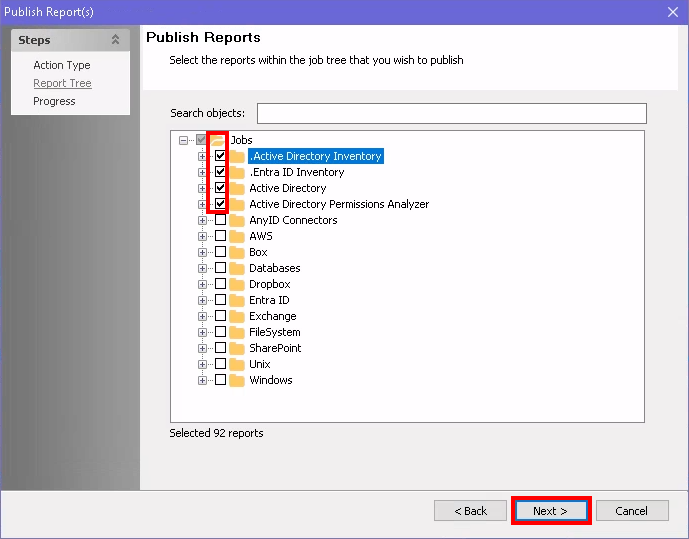 Publish Report(s)
Steps
Action Type
Report Tree
Progress
Publish Reports
Select the reports within the job tree that you wish to publish
Search objects:
Jobs
.Active Directory Inventory
.Entra ID Inventory
Active Directory
Active Directory Permissions Analyzer
AnyID Connectors
AWS
Box
Databases
Dropbox
Entra ID
Exchange
FileSystem
SharePoint
Unix
Windows
Selected 92 reports
< Back
Next >
Cancel